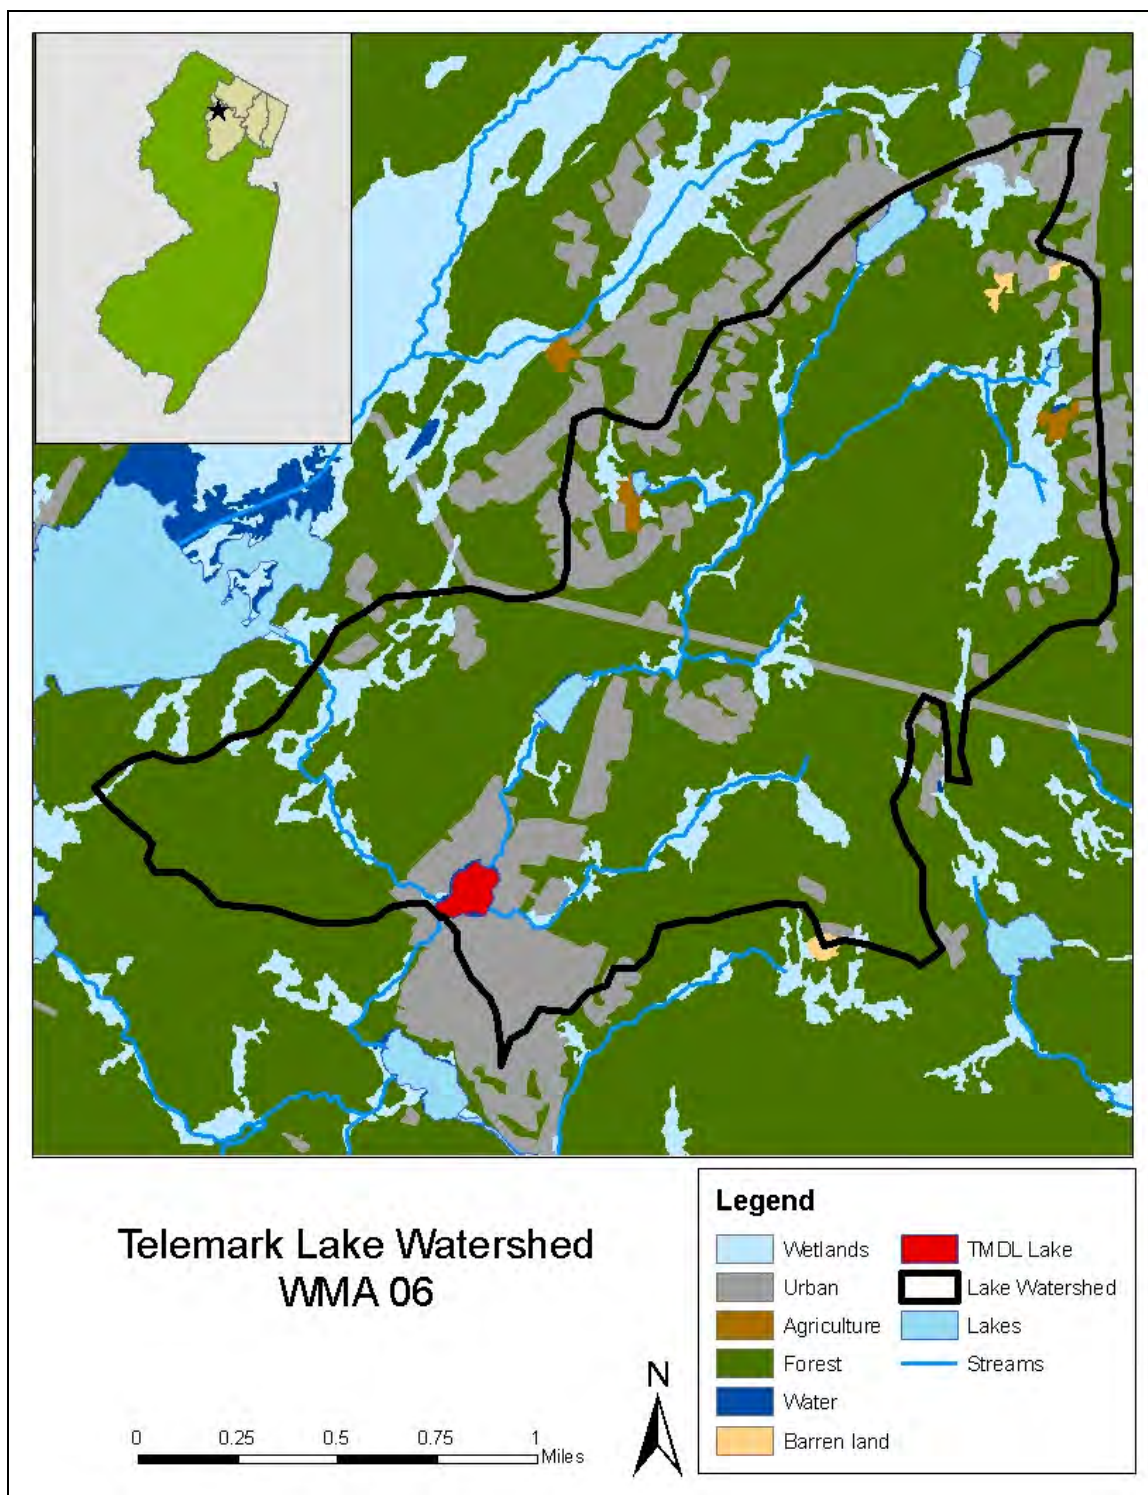 Telemark Lake Watershed
WMA 06
0 0.25 0.5 0.75 1
Miles
N
Legend
Wetlands
Urban
Agriculture
Forest
Water
Barren land
TMDL Lake
Lake Watershed
Lakes
Streams